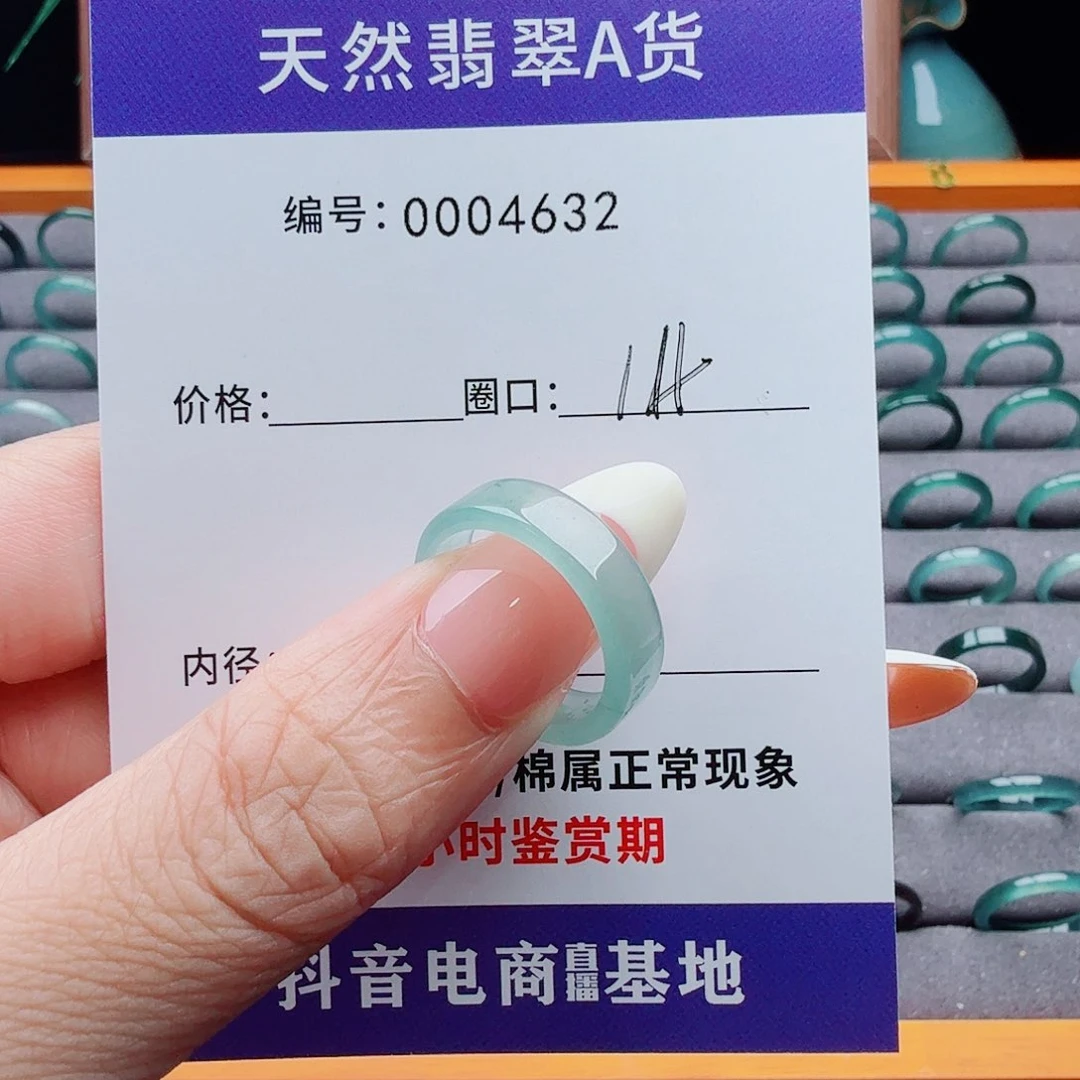 天然翡翠A货
编号：0004632
价格： 圈口：
内径
棉属正常现象
小时鉴赏期
抖音电商直播基地